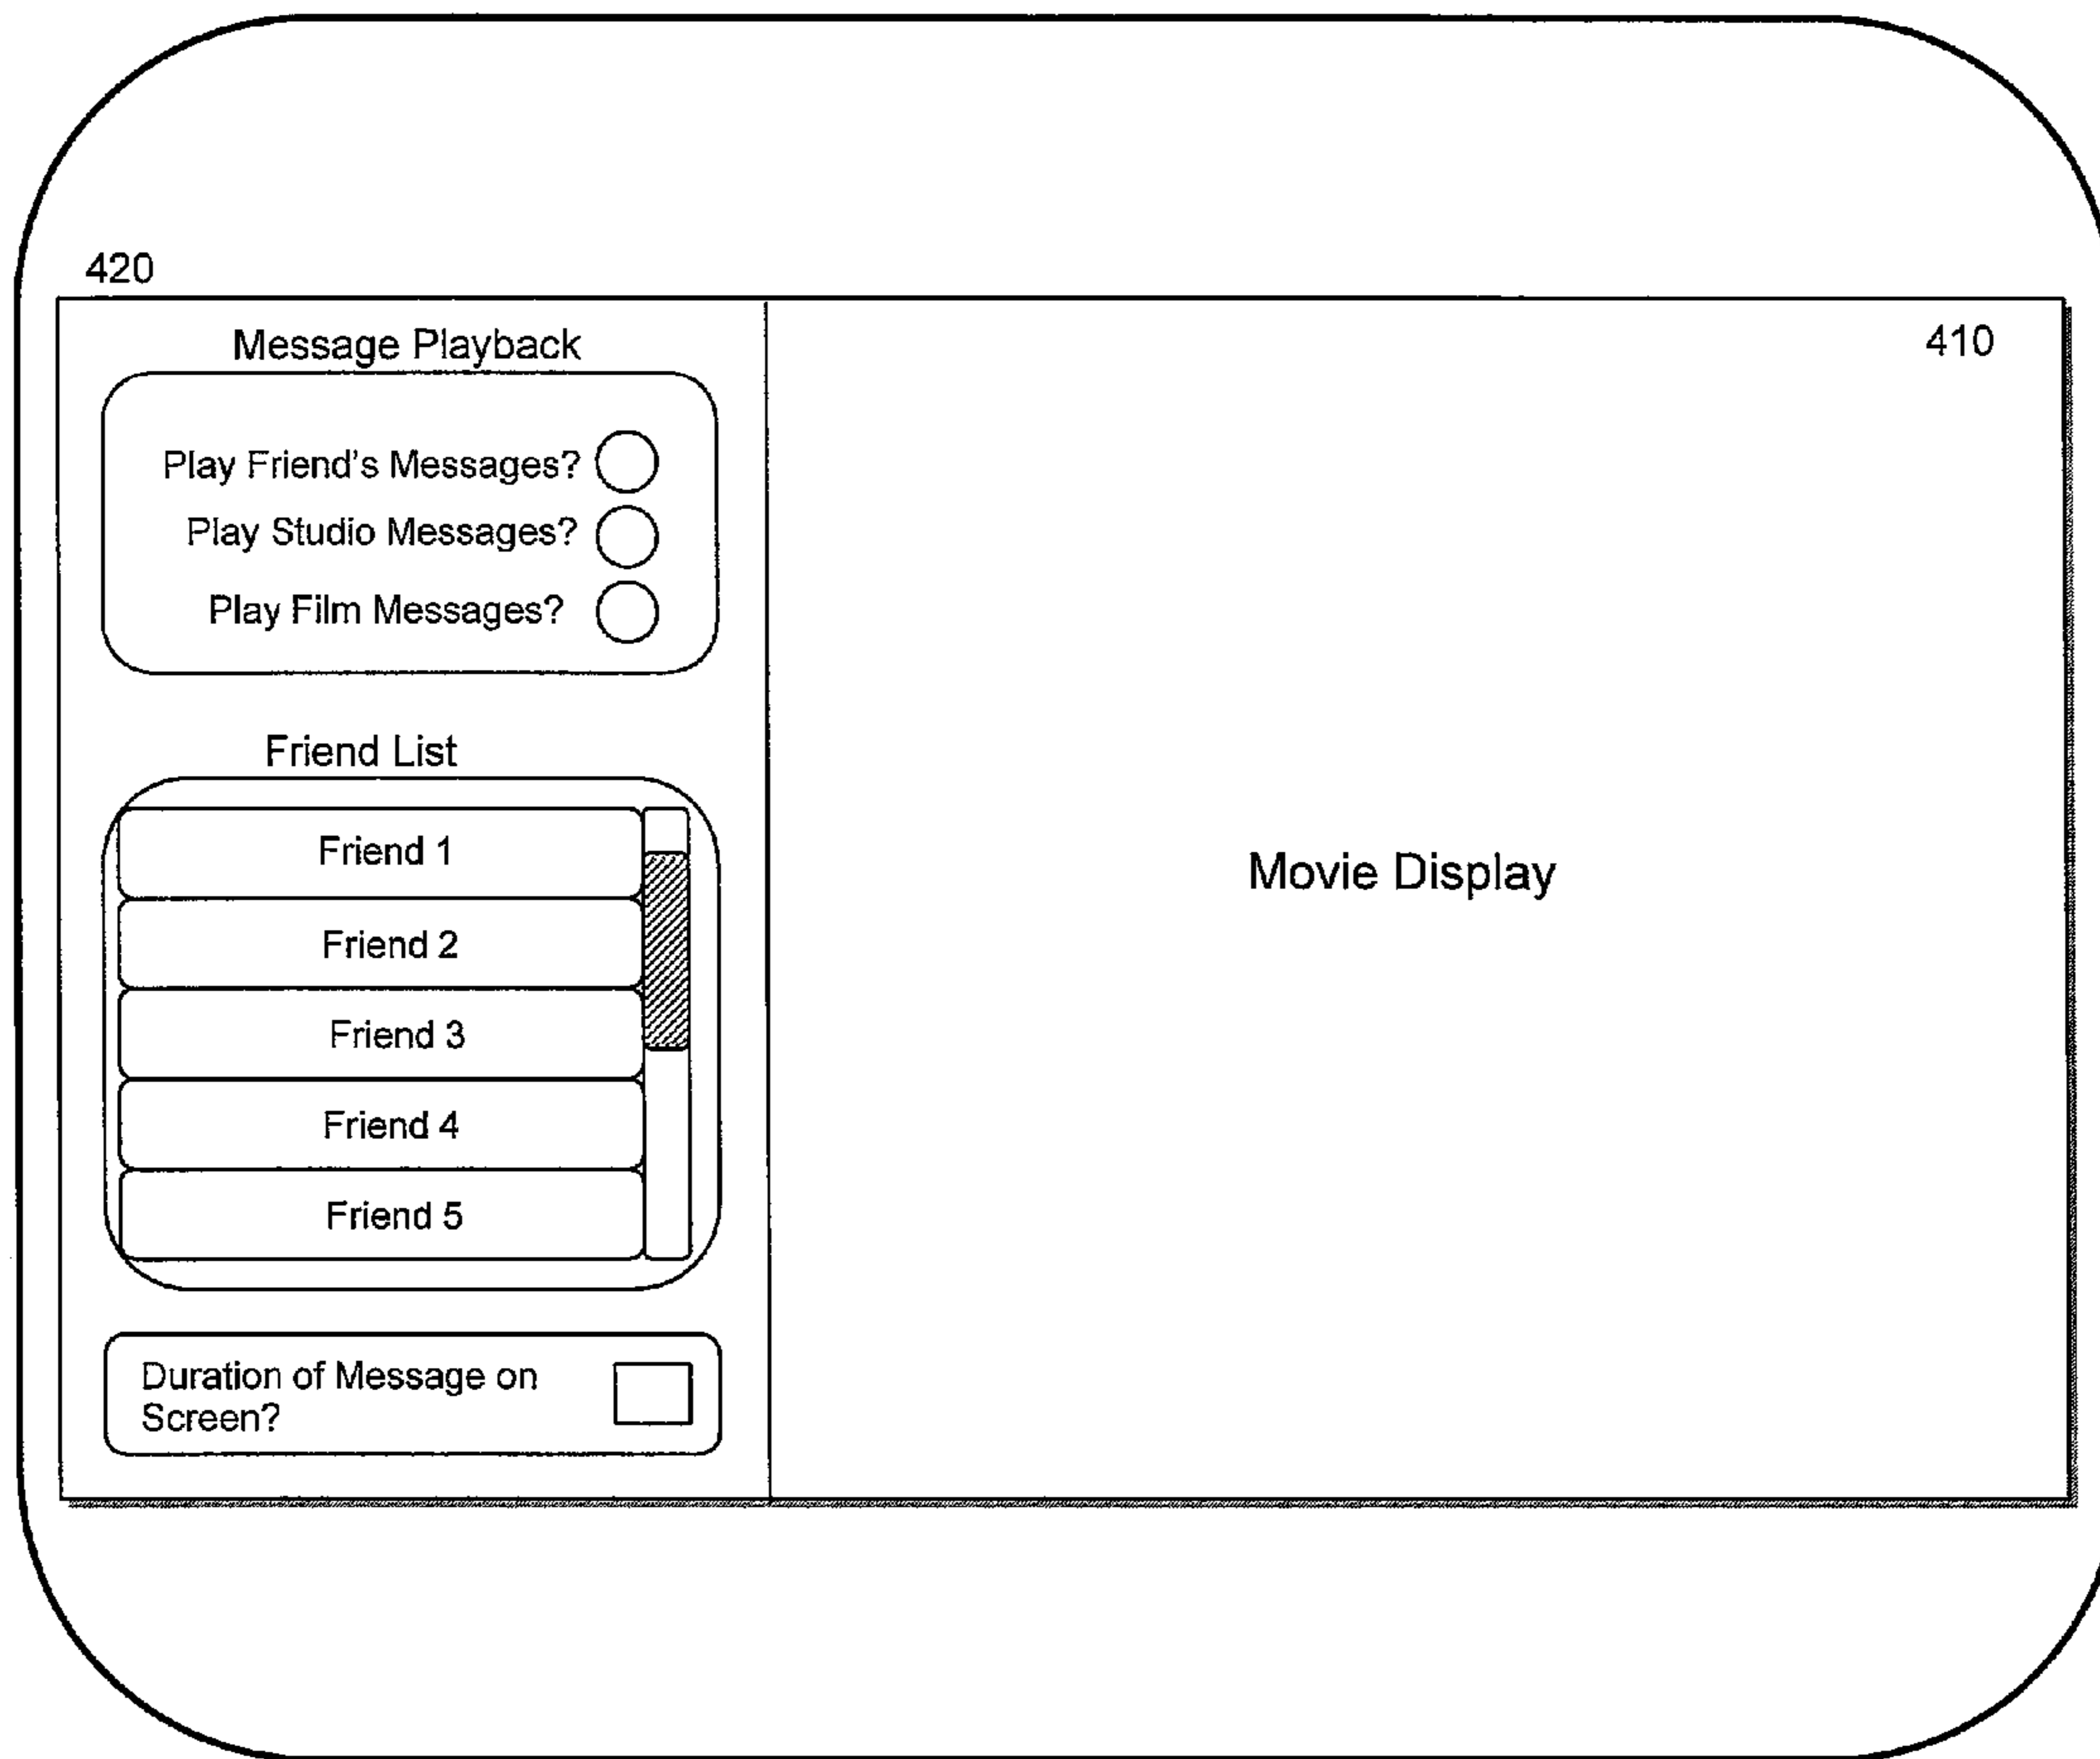 420
Message Playback
410
Play Friend's Messages?
Play Studio Messages?
Play Film Messages?
Friend List
Friend 1
Friend 2
Friend 3
Friend 4
Friend 5
Movie Display
Duration of Message on
Screen?